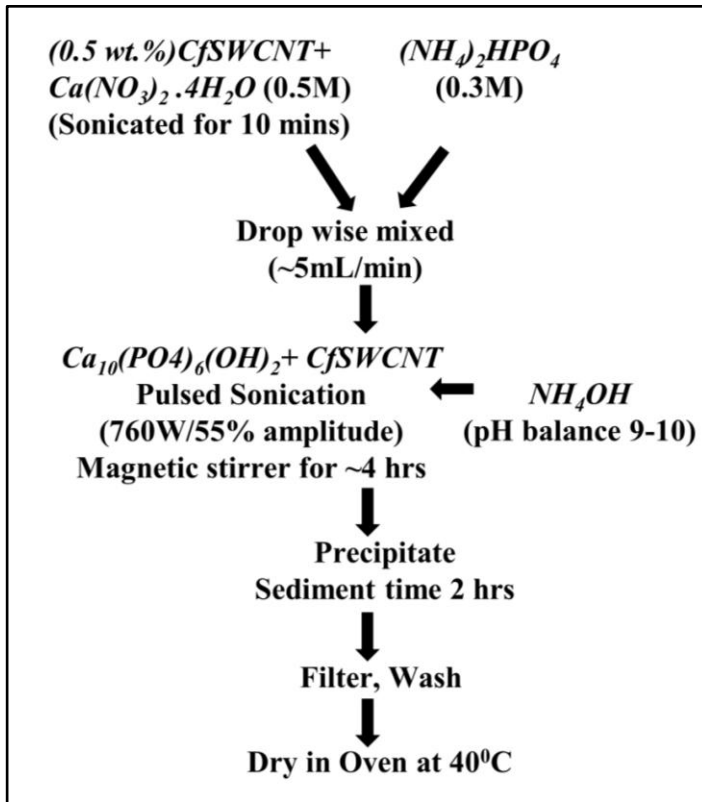 (0.5 wt.%)CfSWCNT+
Ca(NO₃)₂ .4H₂O (0.5M)
(Sonicated for 10 mins)
(NH₄)₂HPO₄
(0.3M)
Drop wise mixed
(~5mL/min)
Ca₁₀(PO4)₆(OH)₂+ CfSWCNT
Pulsed Sonication
(760W/55% amplitude)
Magnetic stirrer for ~4 hrs
NH₄OH
(pH balance 9-10)
Precipitate
Sediment time 2 hrs
Filter, Wash
Dry in Oven at 40⁰C